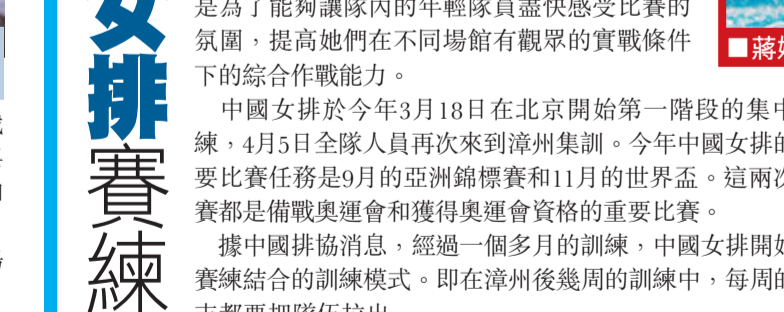 女排賽練
是為了能夠讓隊內的年輕隊員盡快感受比賽的
氛圍，提高她們在不同場館有觀眾的實戰條件
下的綜合作戰能力。
中國女排於今年3月18日在北京開始第一階段的集中
練，4月5日全隊人員再次來到漳州集訓。今年中國女排的
要比賽任務是9月的亞洲錦標賽和11月的世界盃。這兩次
賽都是備戰奧運會和獲得奧運會資格的重要比賽。
據中國排協消息，經過一個多月的訓練，中國女排開始
賽練結合的訓練模式。即在漳州後幾周的訓練中，每周的
都要把隊伍拉出
■蔣